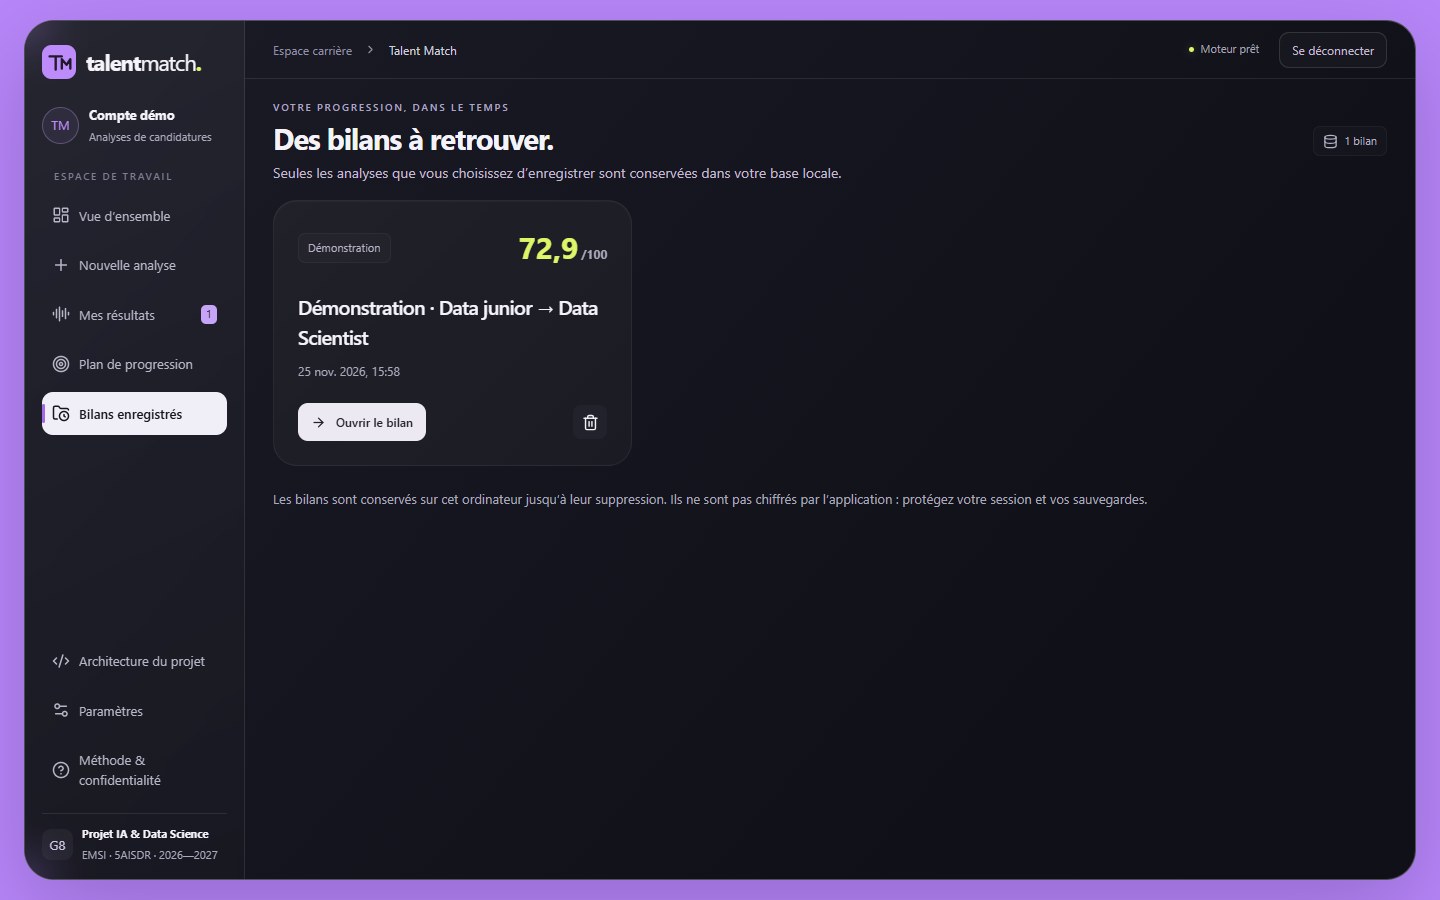 TM talentmatch.
TM
Compte démo
Analyses de candidatures
ESPACE DE TRAVAIL
Vue d'ensemble
Nouvelle analyse
Mes résultats 1
Plan de progression
Bilans enregistrés
Architecture du projet
Paramètres
Méthode &
confidentialité
G8
Projet IA & Data Science
EMSI · 5AISDR · 2026—2027
Espace carrière > Talent Match
Moteur prêt
Se déconnecter
VOTRE PROGRESSION, DANS LE TEMPS
Des bilans à retrouver.
1 bilan
Seules les analyses que vous choisissez d'enregistrer sont conservées dans votre base locale.
Démonstration
72,9 /100
Démonstration · Data junior → Data
Scientist
25 nov. 2026, 15:58
Ouvrir le bilan
Les bilans sont conservés sur cet ordinateur jusqu'à leur suppression. Ils ne sont pas chiffrés par l'application : protégez votre session et vos sauvegardes.